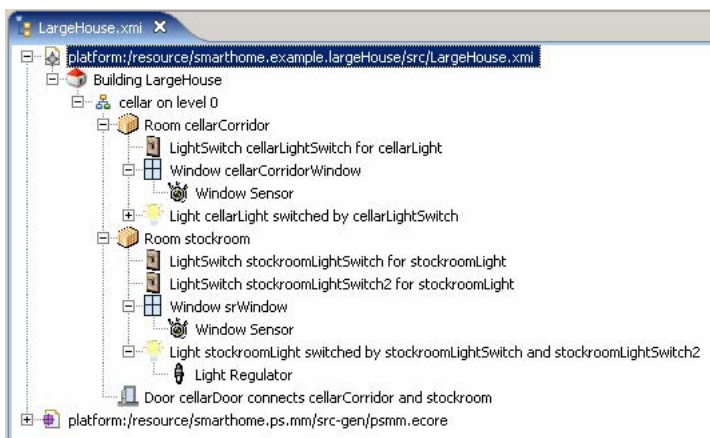 LargeHouse.xmi
platform:/resource/smarthome.example.largeHouse/src/LargeHouse.xmi
Building LargeHouse
cellar on level 0
Room cellarCorridor
LightSwitch cellarLightSwitch for cellarLight
Window cellarCorridorWindow
Window Sensor
Light cellarLight switched by cellarLightSwitch
Room stockroom
LightSwitch stockroomLightSwitch for stockroomLight
LightSwitch stockroomLightSwitch2 for stockroomLight
Window srWindow
Window Sensor
Light stockroomLight switched by stockroomLightSwitch and stockroomLightSwitch2
Light Regulator
Door cellarDoor connects cellarCorridor and stockroom
platform:/resource/smarthome.ps.mm/src-gen/psmm.ecore